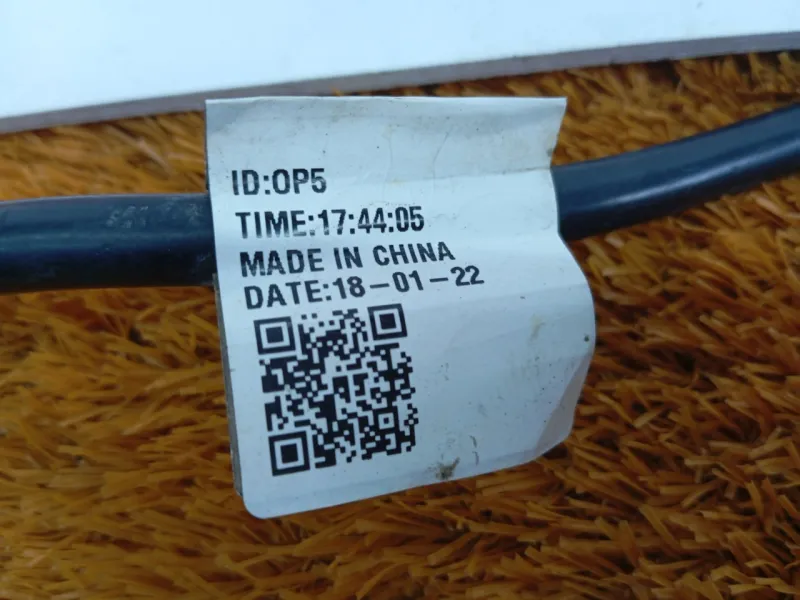 ID:OP5
TIME:17:44:05
MADE IN CHINA
DATE:18-01-22